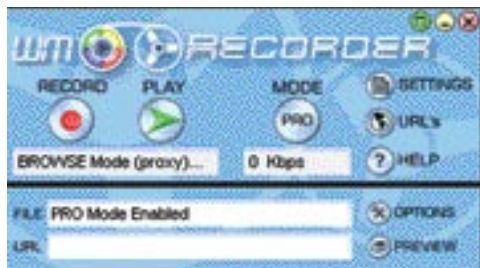 WM RECORDER
RECORD PLAY MODE SETTINGS
PRO URL's
BROWSE Mode (proxy)... 0 Kbps ? HELP
FILE PRO Mode Enabled OPTIONS
URL PREVIEW